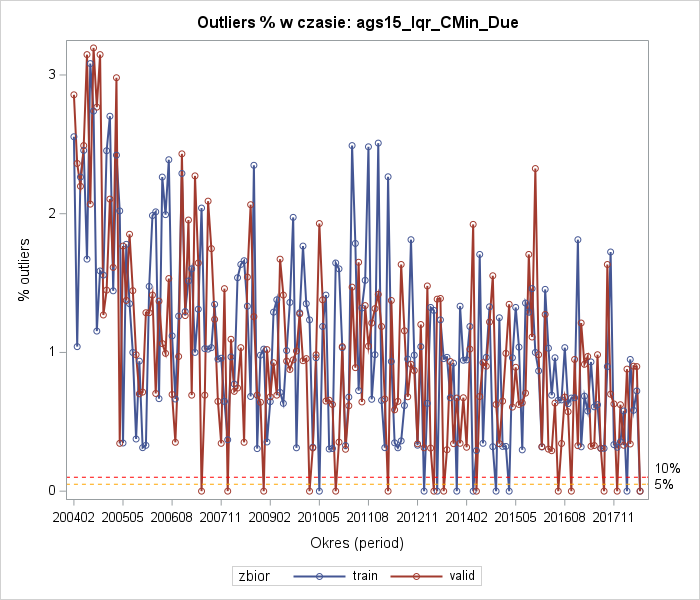 Outliers % w czasie: ags15_Iqr_CMin_Due
% outliers
3
2
1
0
10%
5%
200402 200505 200608 200711 200902 201005 201108 201211 201402 201505 201608 201711
Okres (period)
zbior train valid